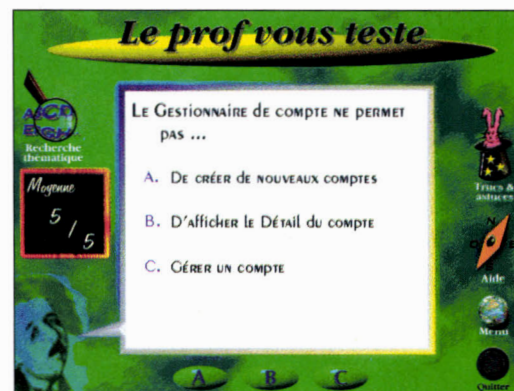 Le prof vous teste
Recherche
thématique
Moyenne
5 / 5
LE GESTIONNAIRE DE COMPTE NE PERMET
PAS ...
A. DE CRÉER DE NOUVEAUX COMPTES
B. D'AFFICHER LE DÉTAIL DU COMPTE
C. GÉRER UN COMPTE
Trucs &
astuces
Aide
Menu
Quitter
A B C